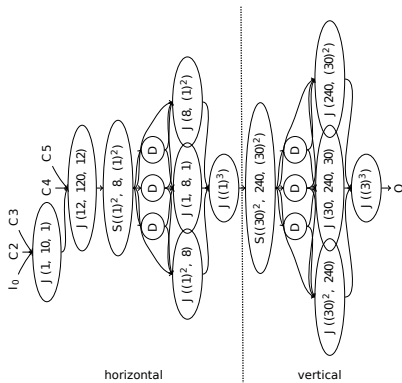 I₀ C2 C3
J (1, 10, 1)
C4 C5
J (12, 120, 12)
S((1)², 8, (1)²)
D D D
J ((1)², 8)
J (1, 8, 1)
J (8, (1)²)
J ((1)³)
horizontal
S((30)², 240, (30)²)
D D D
J ((30)², 240)
J (30, 240, 30)
J (240, (30)²)
J ((3)³)
O
vertical